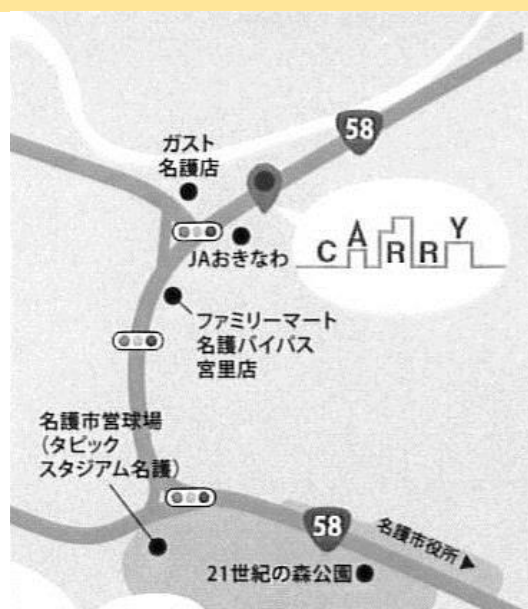 58
ガスト
名護店
CARRY
JAおきなわ
ファミリーマート
名護バイパス
宮里店
名護市営球場
(タピック
スタジアム名護)
58
名護市役所
21世紀の森公園